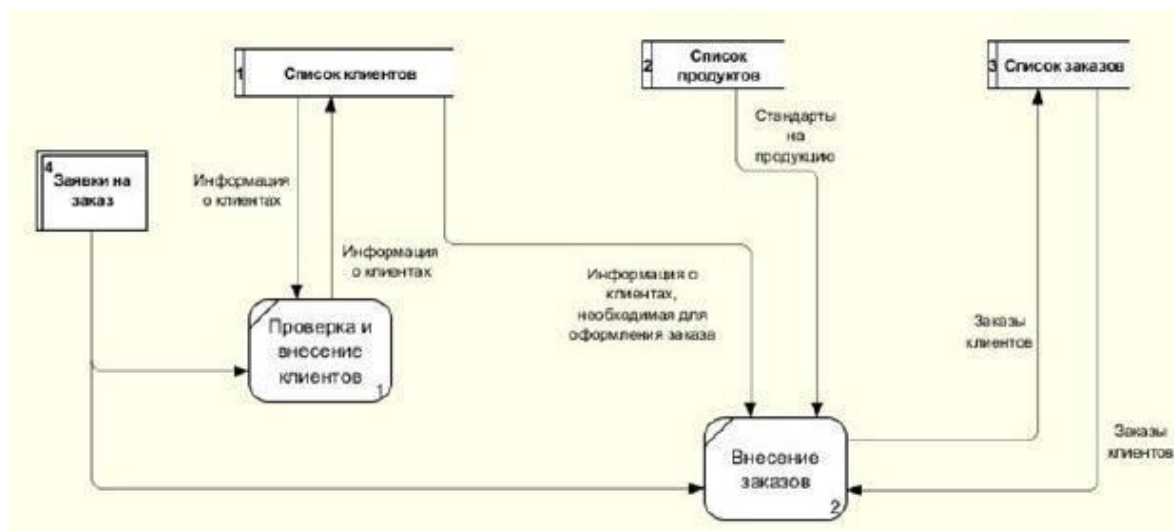 1
Список клиентов
2
Список
продуктов
3
Список заказов
4
Заявки на
заказ
Информация
о клиентах
Информация
о клиентах
Стандарты
на
продукцию
Информация о
клиентах,
необходимая для
оформления заказа
Проверка и
внесение
клиентов
1
Заказы
клиентов
Заказы
клиентов
Внесение
заказов
2